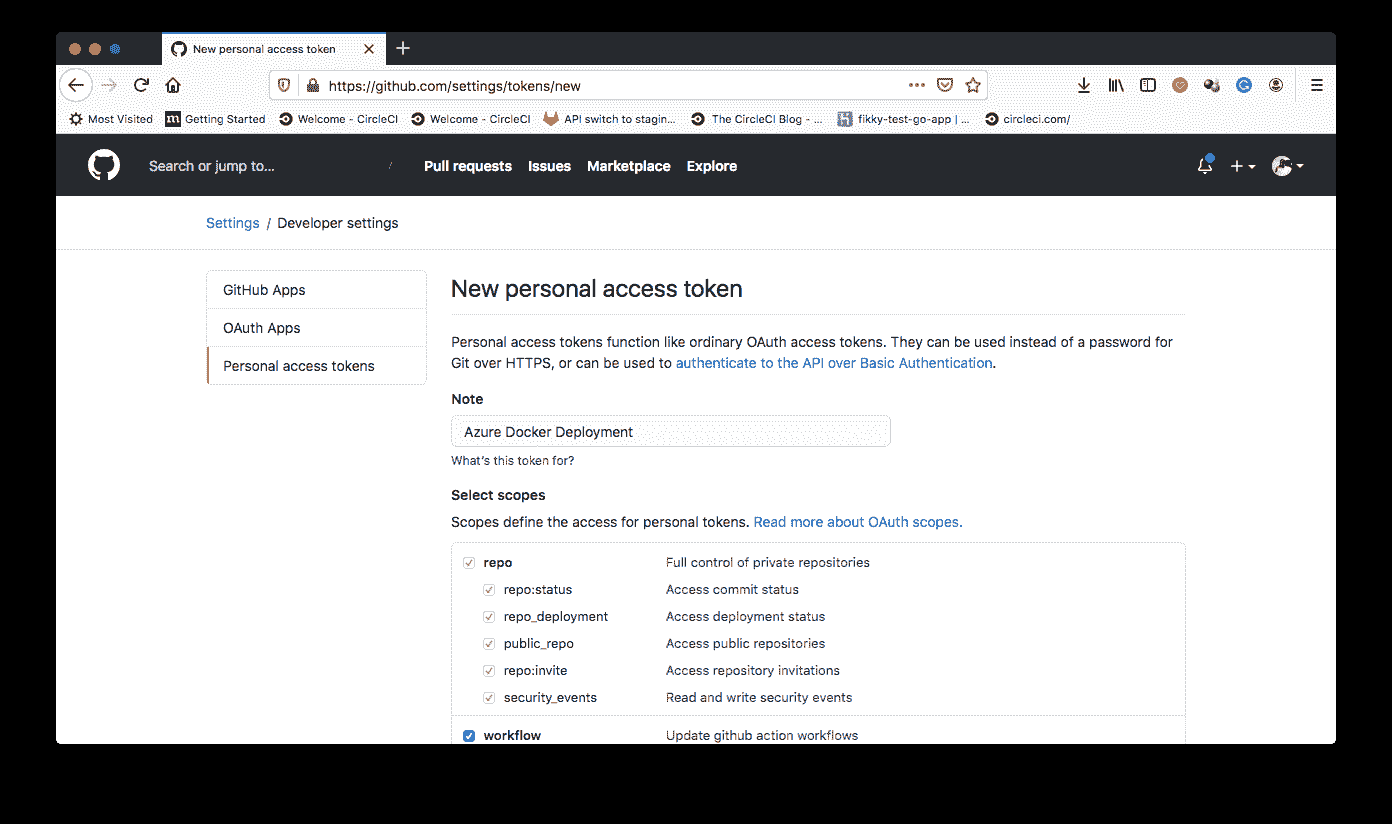 New personal access token
https://github.com/settings/tokens/new
Most Visited Getting Started Welcome - CircleCI Welcome - CircleCI API switch to stagin... The CircleCI Blog - ... fikky-test-go-app | ... circleci.com/
Search or jump to... / Pull requests Issues Marketplace Explore
Settings / Developer settings
GitHub Apps
OAuth Apps
Personal access tokens
New personal access token
Personal access tokens function like ordinary OAuth access tokens. They can be used instead of a password for
Git over HTTPS, or can be used to authenticate to the API over Basic Authentication.
Note
Azure Docker Deployment
What's this token for?
Select scopes
Scopes define the access for personal tokens. Read more about OAuth scopes.
repo Full control of private repositories
repo:status Access commit status
repo_deployment Access deployment status
public_repo Access public repositories
repo:invite Access repository invitations
security_events Read and write security events
workflow Update github action workflows